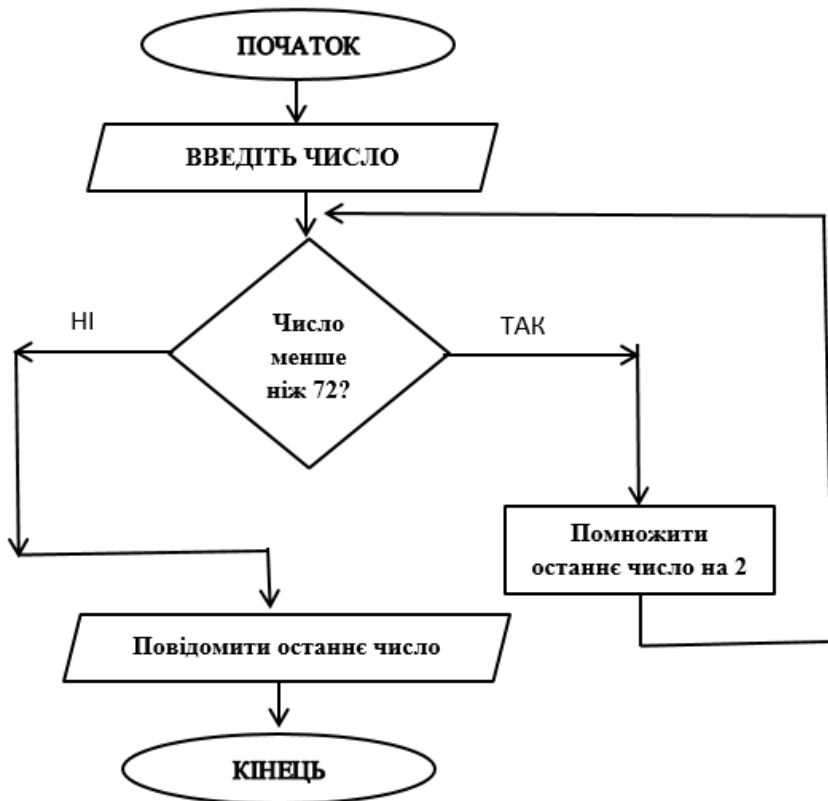 ПОЧАТОК
ВВЕДІТЬ ЧИСЛО
НІ
Число
менше
ніж 72?
ТАК
Помножити
останнє число на 2
Повідомити останнє число
КІНЕЦЬ